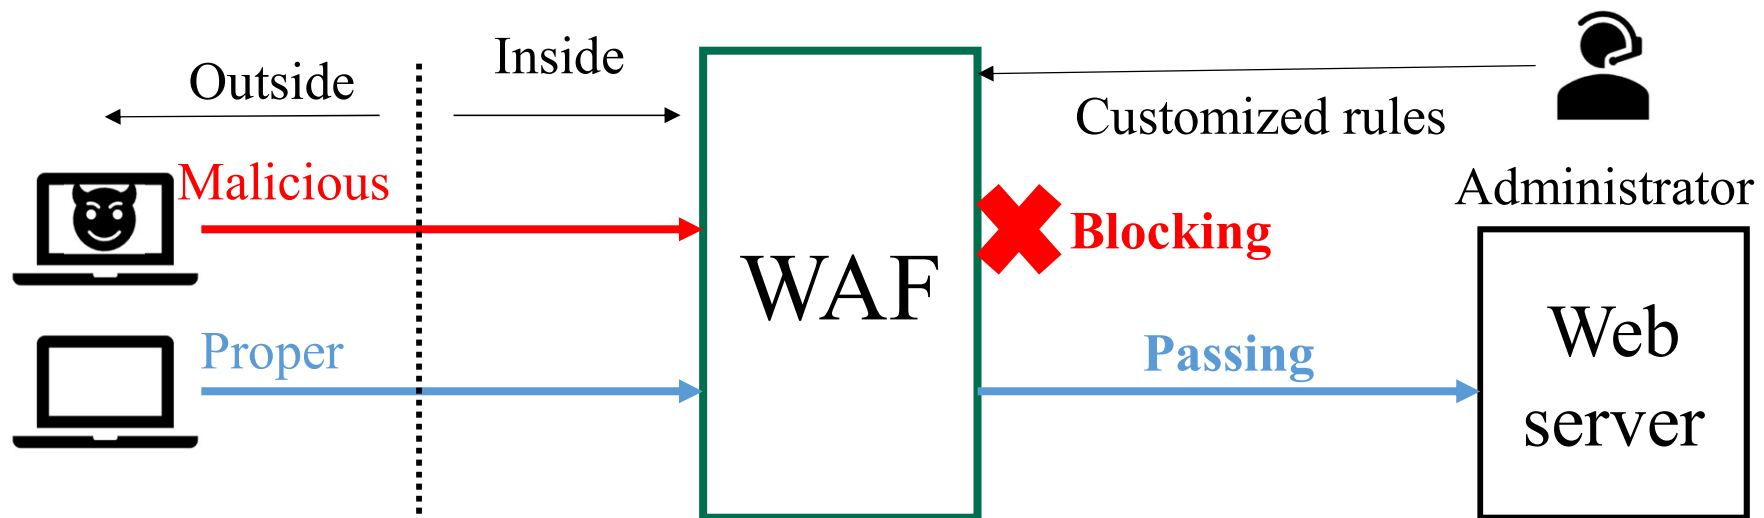 Outside
Inside
Customized rules
Administrator
Malicious
Blocking
WAF
Proper
Passing
Web
server